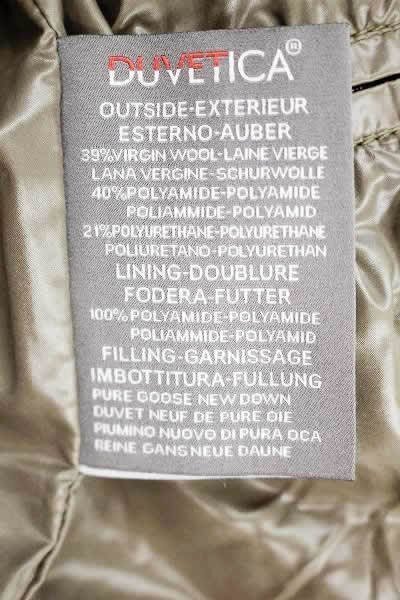 DUVETICA®
OUTSIDE-EXTERIEUR
ESTERNO-AUBER
39%VIRGIN WOOL-LAINE VIERGE
LANA VERGINE-SCHURWOLLE
40%POLYAMIDE-POLYAMIDE
POLIAMMIDE-POLYAMID
21%POLYURETHANE-POLYURETHANE
POLIURETANO-POLYURETHAN
LINING-DOUBLURE
FODERA-FUTTER
100%POLYAMIDE-POLYAMIDE
POLIAMMIDE-POLYAMID
FILLING-GARNISSAGE
IMBOTTITURA-FULLUNG
PURE GOOSE NEW DOWN
DUVET NEUF DE PURE OIE
PIUMINO NUOVO DI PURA OCA
REINE GANS NEUE DAUNE